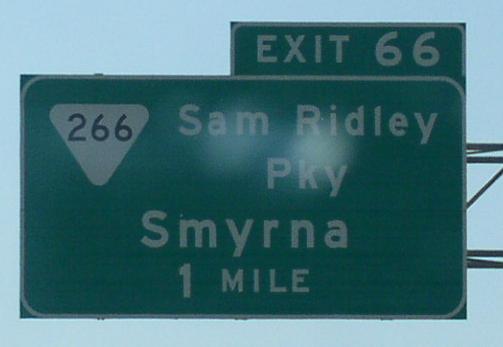 EXIT 66
266
Sam Ridley
Pky
Smyrna
1 MILE